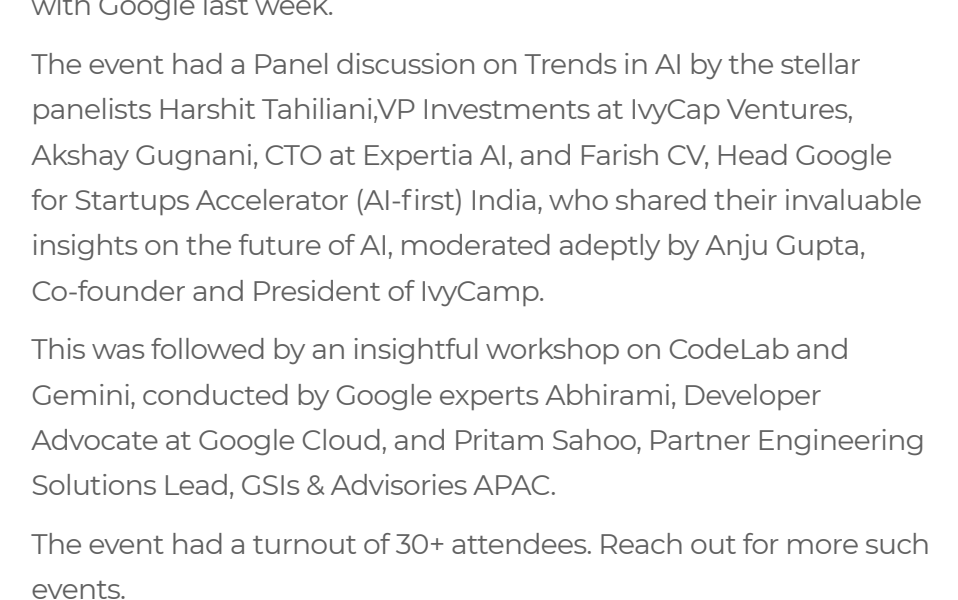 with Google last week.
The event had a Panel discussion on Trends in AI by the stellar
panelists Harshit Tahiliani,VP Investments at IvyCap Ventures,
Akshay Gugnani, CTO at Expertia AI, and Farish CV, Head Google
for Startups Accelerator (AI-first) India, who shared their invaluable
insights on the future of AI, moderated adeptly by Anju Gupta,
Co-founder and President of IvyCamp.
This was followed by an insightful workshop on CodeLab and
Gemini, conducted by Google experts Abhirami, Developer
Advocate at Google Cloud, and Pritam Sahoo, Partner Engineering
Solutions Lead, GSIs & Advisories APAC.
The event had a turnout of 30+ attendees. Reach out for more such
events.